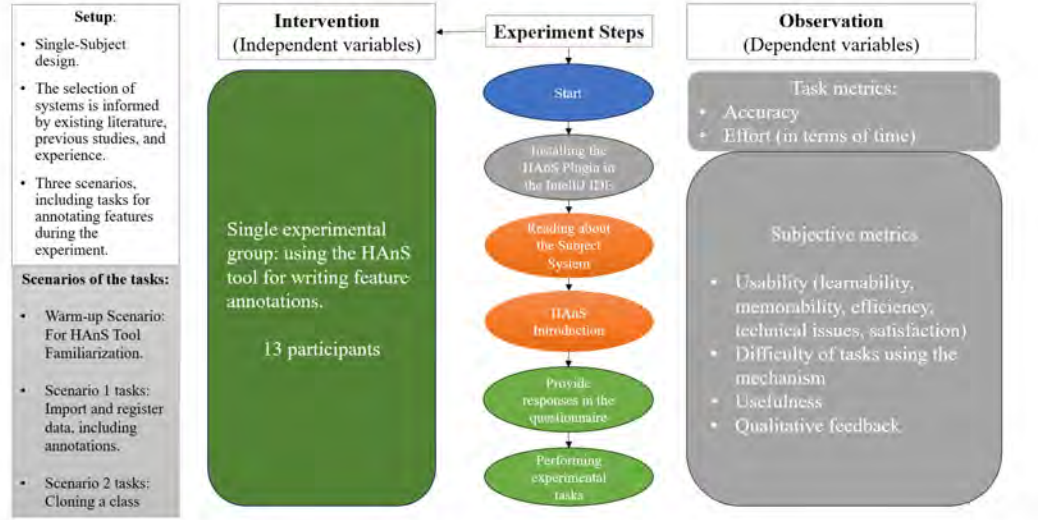 Setup:
• Single-Subject
design.
• The selection of
systems is informed
by existing literature,
previous studies, and
experience.
• Three scenarios,
including tasks for
annotating features
during the
experiment.
Scenarios of the tasks:
• Warm-up Scenario:
For HAnS Tool
Familiarization.
• Scenario 1 tasks:
Import and register
data, including
annotations.
• Scenario 2 tasks:
Cloning a class
Intervention
(Independent variables)
Single experimental
group: using the HAnS
tool for writing feature
annotations.
13 participants
Experiment Steps
Start
Installing the
HAnS Plugin in
the IntelliJ IDE
Reading about
the Subject
System
HAnS
Introduction
Provide
responses in the
questionnaire
Performing
experimental
tasks
Observation
(Dependent variables)
Task metrics:
• Accuracy
• Effort (in terms of time)
Subjective metrics
• Usability (learnability,
memorability, efficiency,
technical issues, satisfaction)
• Difficulty of tasks using the
mechanism
• Usefulness
• Qualitative feedback